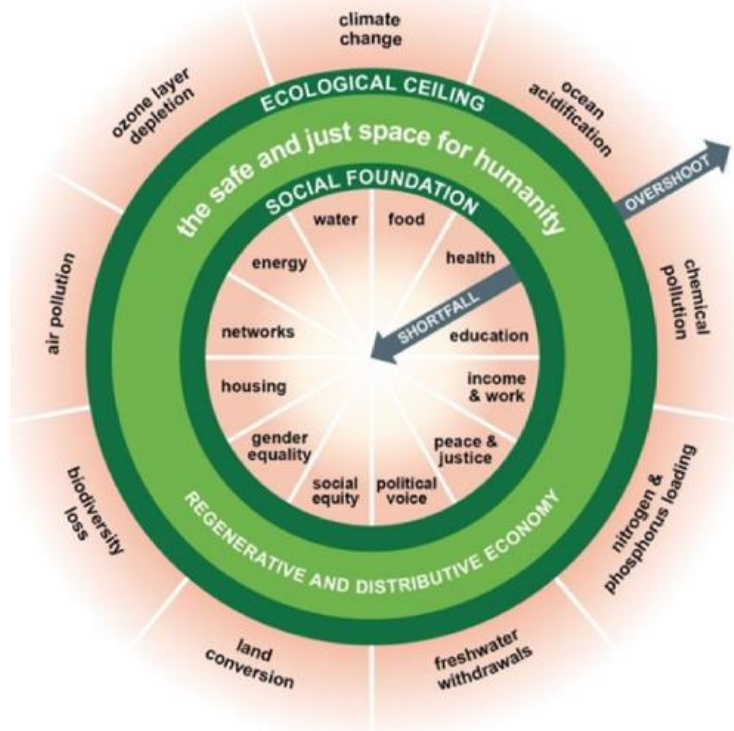 climate
change
ozone layer
depletion
ocean
acidification
ECOLOGICAL CEILING
the safe and just space for humanity
OVERSHOOT
SOCIAL FOUNDATION
water
food
energy
health
air pollution
chemical
pollution
SHORTFALL
networks
education
housing
income
& work
gender
equality
peace &
justice
social
equity
political
voice
biodiversity
loss
nitrogen &
phosphorus loading
REGENERATIVE AND DISTRIBUTIVE ECONOMY
land
conversion
freshwater
withdrawals